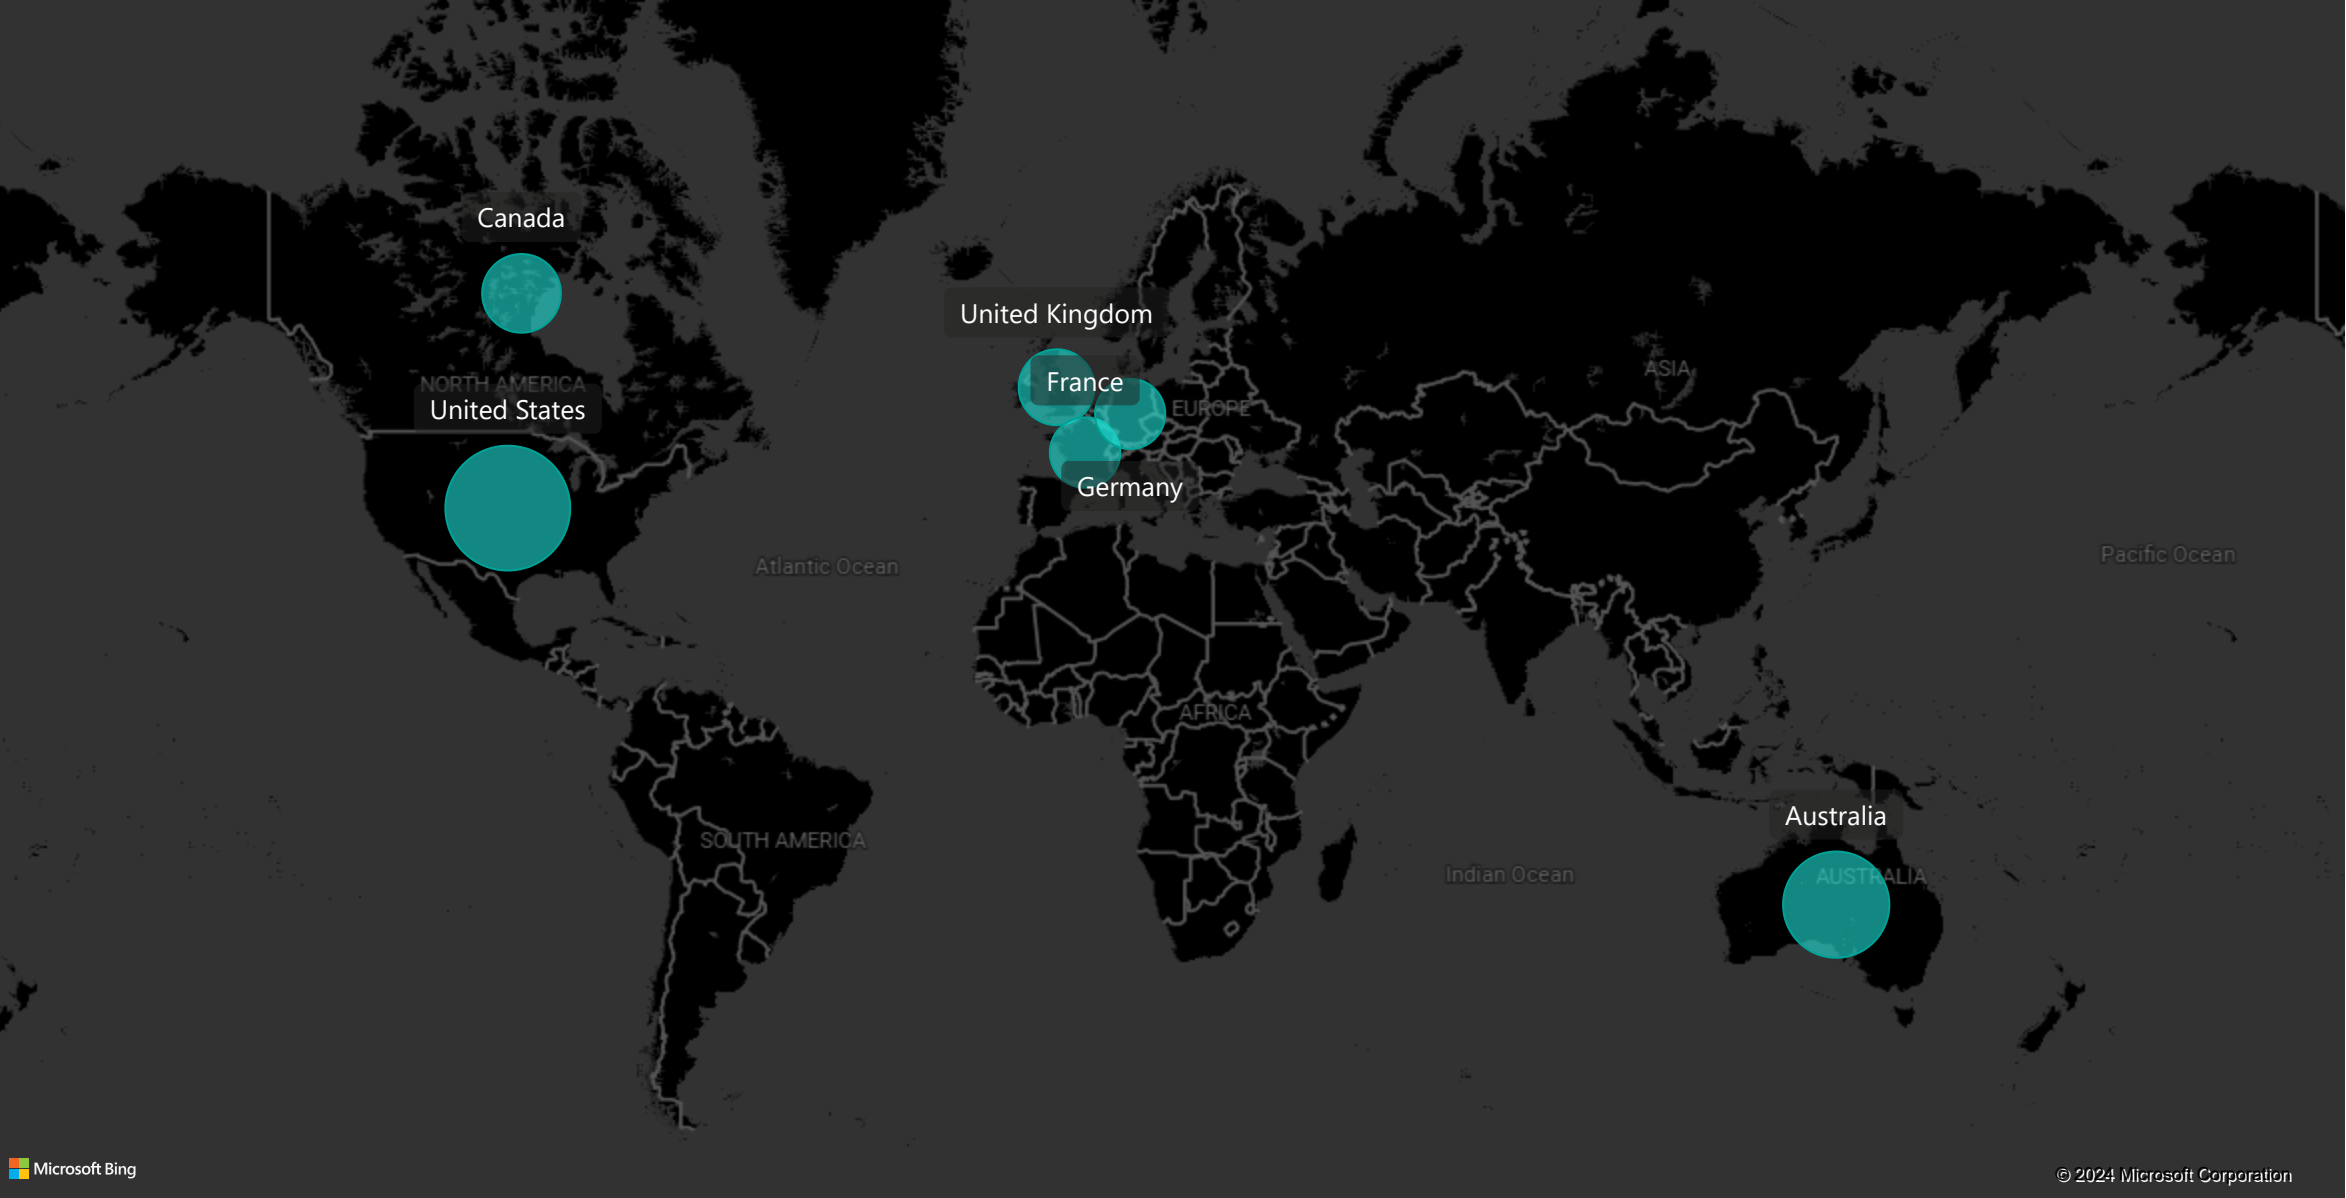 Canada
United Kingdom
ASIA
France
NORTH AMERICA
EUROPE
United States
Germany
Pacific Ocean
Atlantic Ocean
AFRICA
Australia
SOUTH AMERICA
Indian Ocean
AUSTRALIA
Microsoft Bing
© 2024 Microsoft Corporation